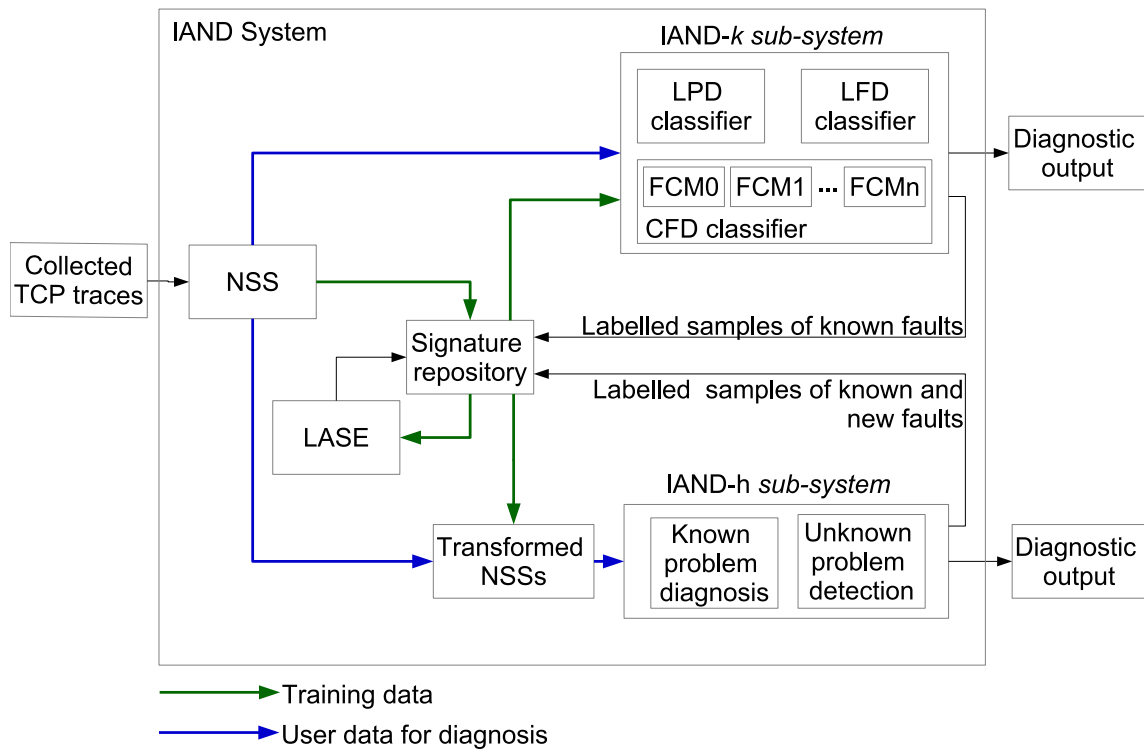 IAND System
IAND-k sub-system
LPD
classifier
LFD
classifier
Diagnostic
output
FCM0
FCM1
...
FCMn
CFD classifier
Collected
TCP traces
NSS
Signature
repository
Labelled samples of known faults
Labelled samples of known and
new faults
LASE
IAND-h sub-system
Transformed
NSSs
Known
problem
diagnosis
Unknown
problem
detection
Diagnostic
output
Training data
User data for diagnosis